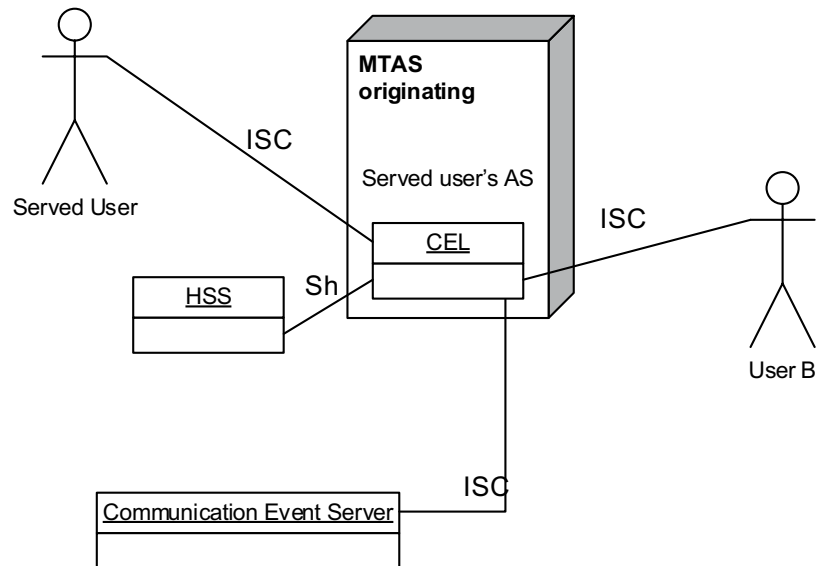 MTAS
originating
ISC
Served user's AS
Served User
ISC
CEL
Sh
HSS
User B
ISC
Communication Event Server